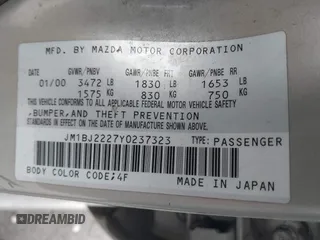 MFD. BY MAZDA MOTOR CORPORATION
GVWR/PNBV GAWR/PNBE FRT GAWR/PNBE RR
01/00 3472 LB 1830 LB 1653 LB
1575 KG 830 KG 750 KG
THIS VEHICLE CONFORMS TO ALL APPLICABLE FEDERAL MOTOR VEHICLE SAFETY
,BUMPER,AND THEFT PREVENTION
STANDARDS IN EFFECT ON THE DATE OF MANUFACTURE SHOWN ABOVE.
JM1BJ2227Y0237323 TYPE:PASSENGER
BODY COLOR CODE:4F MADE IN JAPAN
DREAMBID